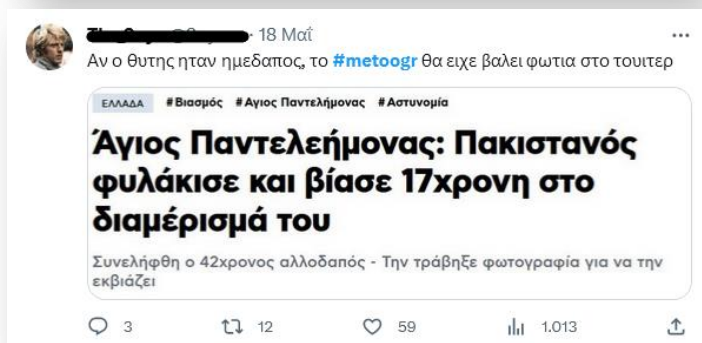 · 18 Μαΐ
Αν ο θυτης ηταν ημεδαπος, το #metoogr θα ειχε βαλει φωτια στο τουιτερ
ΕΛΛΑΔΑ #Βιασμός #Αγιος Παντελήμονας #Αστυνομία
Άγιος Παντελεήμονας: Πακιστανός
φυλάκισε και βίασε 17χρονη στο
διαμέρισμά του
Συνελήφθη ο 42χρονος αλλοδαπός - Την τράβηξε φωτογραφία για να την
εκβιάζει
3 12 59 1.013